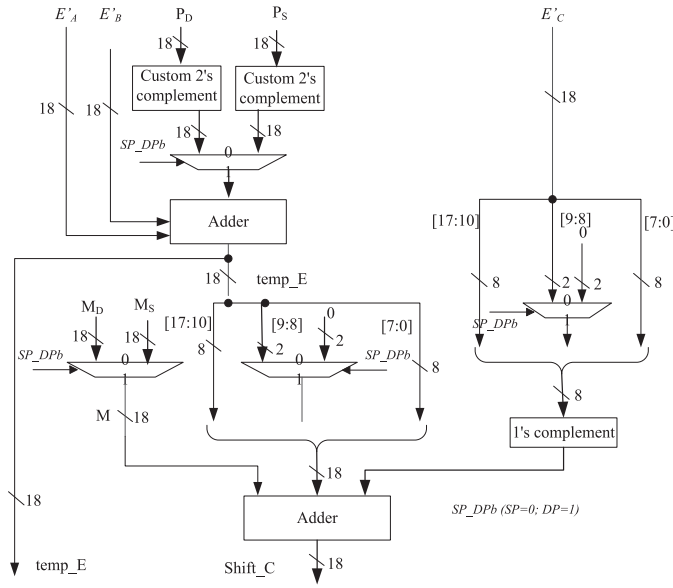 E'A E'B PD PS E'C
18 18
Custom 2's complement Custom 2's complement
18 18 18
18 18
SP_DPb 0
1
Adder
[17:10] [9:8] 0 [7:0]
18 temp_E
8 2 2 8
MD MS
[17:10] [9:8] 0 [7:0]
SP_DPb 0
1
18 18 8 2 2 SP_DPb
SP_DPb 0 0 8
1 1
8
M 18
1's complement
18
18
SP_DPb (SP=0; DP=1)
Adder
temp_E Shift_C 18